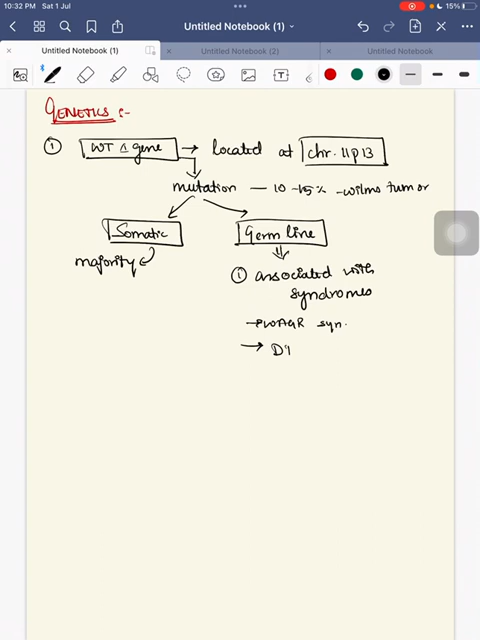 10:32 PM Sat 1 Jul
15%
Untitled Notebook (1)
Untitled Notebook (1)
Untitled Notebook (2)
Untitled Notebook
GENETICS :-
① WT 1 gene → located at chr. 11p13
mutation — 10-15% - wilms tumor
Somatic
Germ line
majority
① associated with
syndromes
→ WAGR syn.
→ D